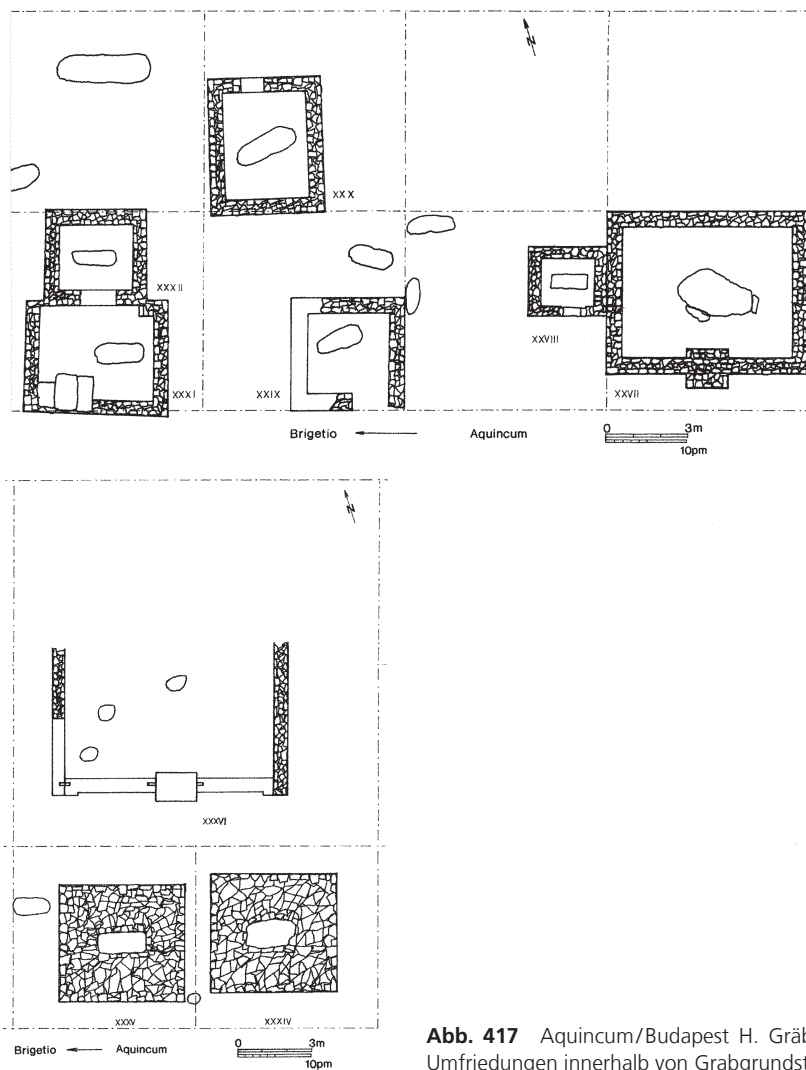 N
XXX
XXXII
XXVIII
XXXI
XXIX
XXVII
Brigetio ← Aquincum
0 3m
10pm
N
XXXVI
XXXV
XXXIV
Brigetio ← Aquincum
0 3m
10pm
Abb. 417 Aquincum/Budapest H. Gräb
Umfriedungen innerhalb von Grabgrundst